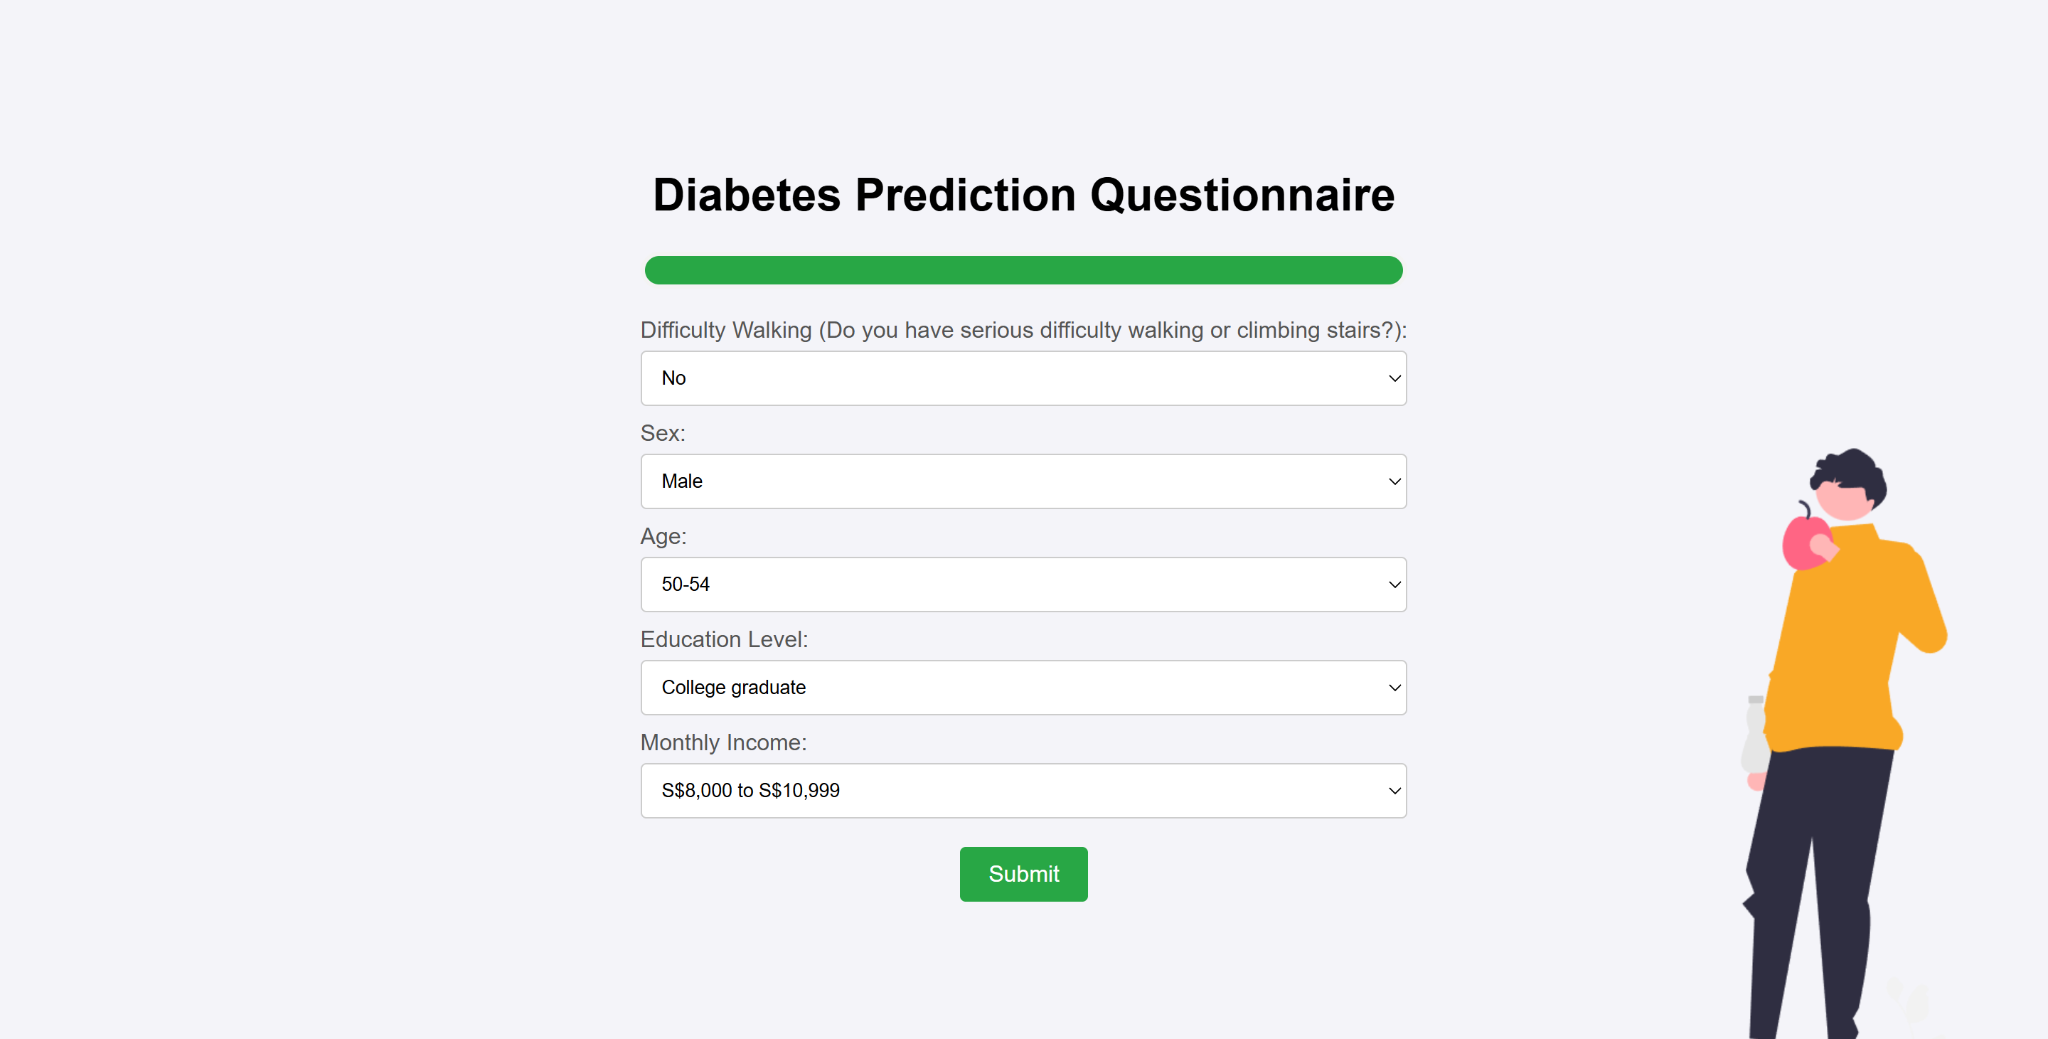 Diabetes Prediction Questionnaire
Difficulty Walking (Do you have serious difficulty walking or climbing stairs?):
No
Sex:
Male
Age:
50-54
Education Level:
College graduate
Monthly Income:
S$8,000 to S$10,999
Submit